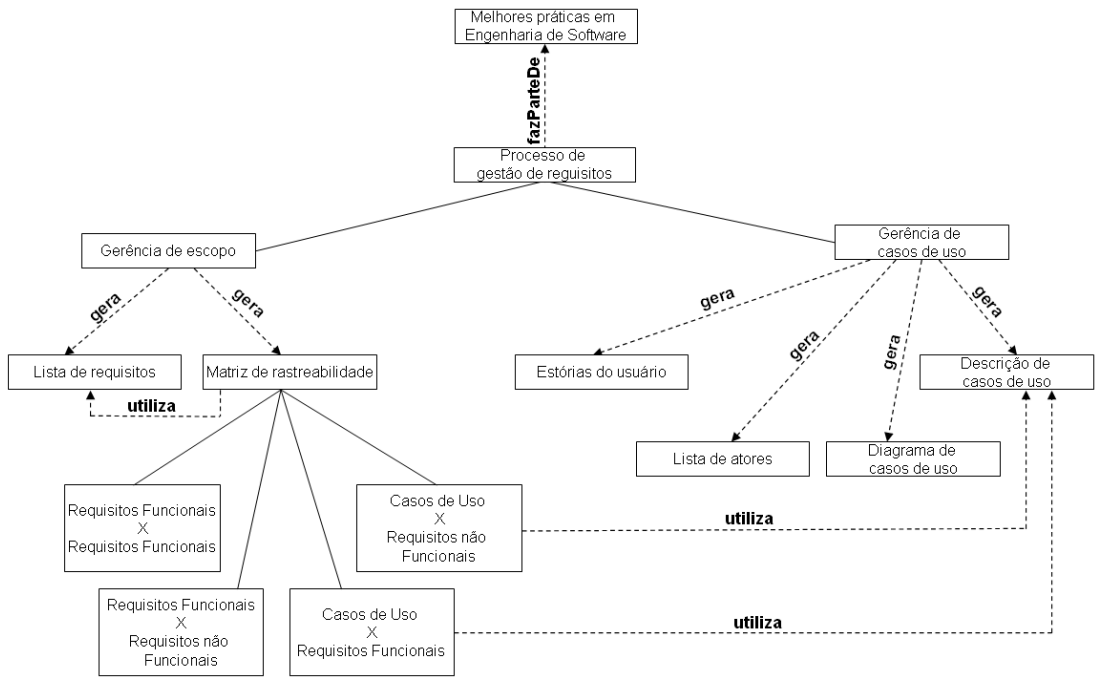 Melhores práticas em
Engenharia de Software
fazParteDe
Processo de
gestão de reguisitos
Gerência de escopo
Gerência de
casos de uso
gera
gera
gera
gera
gera
gera
Lista de requisitos
Matriz de rastreabilidade
Estórias do usuário
Descrição de
casos de uso
utiliza
Lista de atores
Diagrama de
casos de uso
Requisitos Funcionais
X
Requisitos Funcionais
Casos de Uso
X
Requisitos não
Funcionais
utiliza
Requisitos Funcionais
X
Requisitos não
Funcionais
Casos de Uso
X
Requisitos Funcionais
utiliza